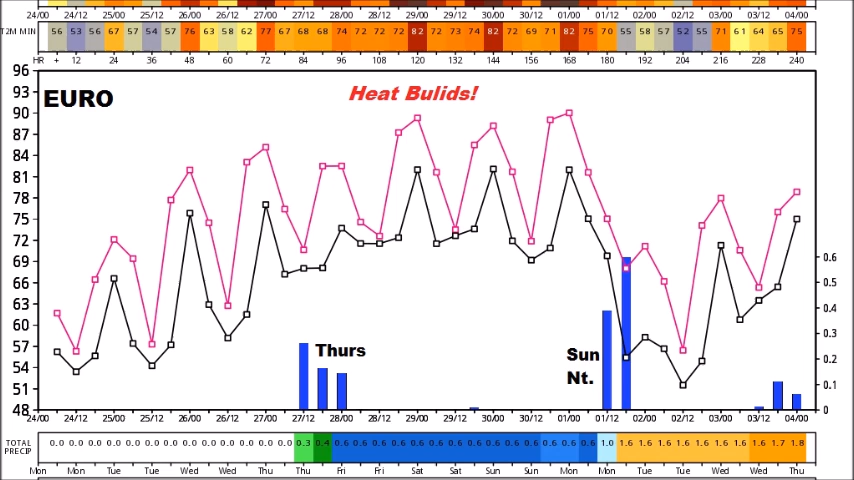 24/00 24/12 25/00 25/12 26/00 26/12 27/00 27/12 28/00 28/12 29/00 29/12 30/00 30/12 01/00 01/12 02/00 02/12 03/00 03/12 04/00
T2M MIN 56 53 56 67 57 54 57 76 63 58 62 77 67 68 68 74 72 72 72 82 72 73 74 82 72 69 71 82 75 70 55 58 57 52 55 71 61 64 65 75
HR + 12 24 36 48 60 72 84 96 108 120 132 144 156 168 180 192 204 216 228 240
96
EURO
Heat Bulids!
93
90
87
84
81
78
75
72
69
66
63
60
57
54
51
48
0.6
0.5
0.4
0.3
0.2
0.1
0
Thurs
Sun
Nt.
24/00 24/12 25/00 25/12 26/00 26/12 27/00 27/12 28/00 28/12 29/00 29/12 30/00 30/12 01/00 01/12 02/00 02/12 03/00 03/12 04/00
TOTAL
PRECIP
0.0 0.0 0.0 0.0 0.0 0.0 0.0 0.0 0.0 0.0 0.0 0.0 0.0 0.3 0.4 0.6 0.6 0.6 0.6 0.6 0.6 0.6 0.6 0.6 0.6 0.6 0.6 0.6 0.6 1.0 1.6 1.6 1.6 1.6 1.6 1.6 1.6 1.6 1.7 1.8
Mon Mon Tue Tue Wed Wed Thu Thu Fri Fri Sat Sat Sun Sun Mon Mon Tue Tue Wed Wed Thu